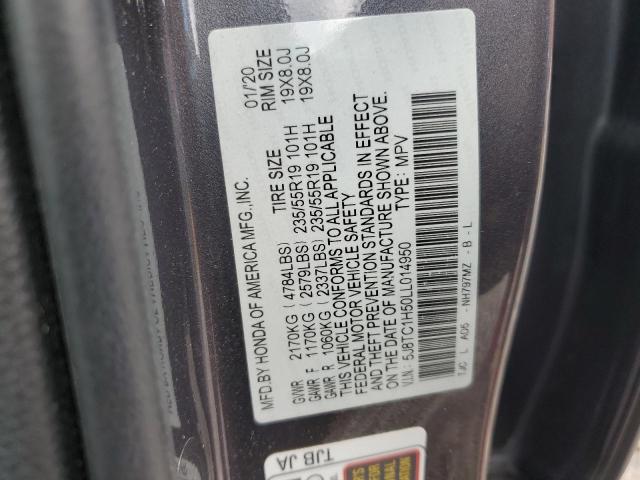 MFD.BY HONDA OF AMERICA MFG.,INC. 01/'20
TIRE SIZE RIM SIZE
GVWR 2170KG (4784LBS)
GAWR F 1170KG (2579LBS) 235/55R19 101H 19X8.0J
GAWR R 1060KG (2337LBS) 235/55R19 101H 19X8.0J
THIS VEHICLE CONFORMS TO ALL APPLICABLE
FEDERAL MOTOR VEHICLE SAFETY
AND THEFT PREVENTION STANDARDS IN EFFECT
ON THE DATE OF MANUFACTURE SHOWN ABOVE.
V.I.N.: 5J8TC1H50LL014950 TYPE: MPV
TJC L A05 - NH797MZ - B - L
TJB JA